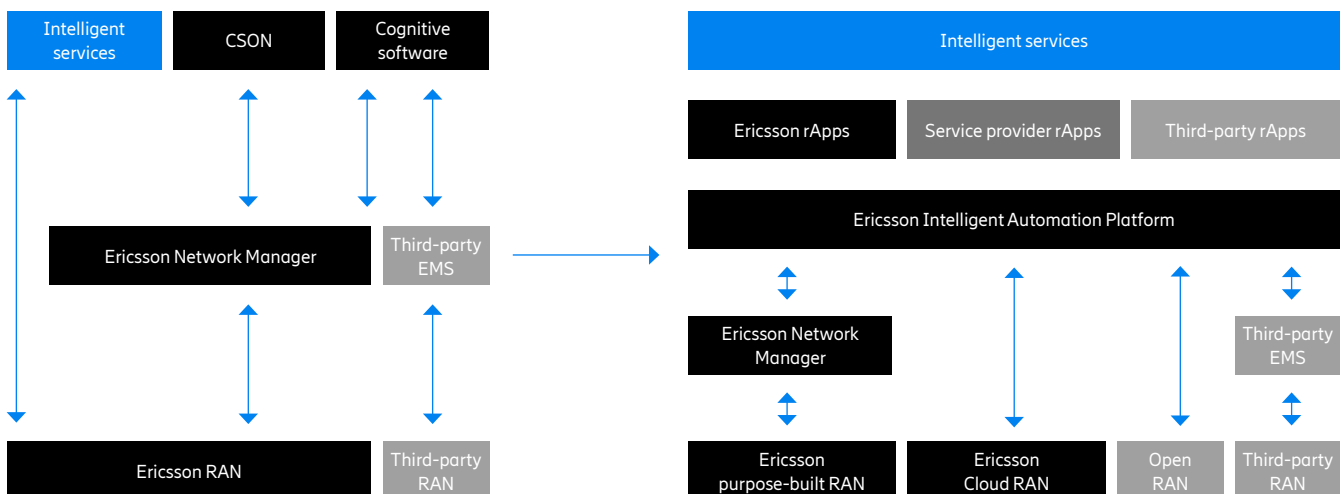 Intelligent
services
CSON
Cognitive
software
Ericsson Network Manager
Third-party
EMS
Ericsson RAN
Third-party
RAN
Intelligent services
Ericsson rApps
Service provider rApps
Third-party rApps
Ericsson Intelligent Automation Platform
Ericsson Network
Manager
Third-party
EMS
Ericsson
purpose-built RAN
Ericsson
Cloud RAN
Open
RAN
Third-party
RAN